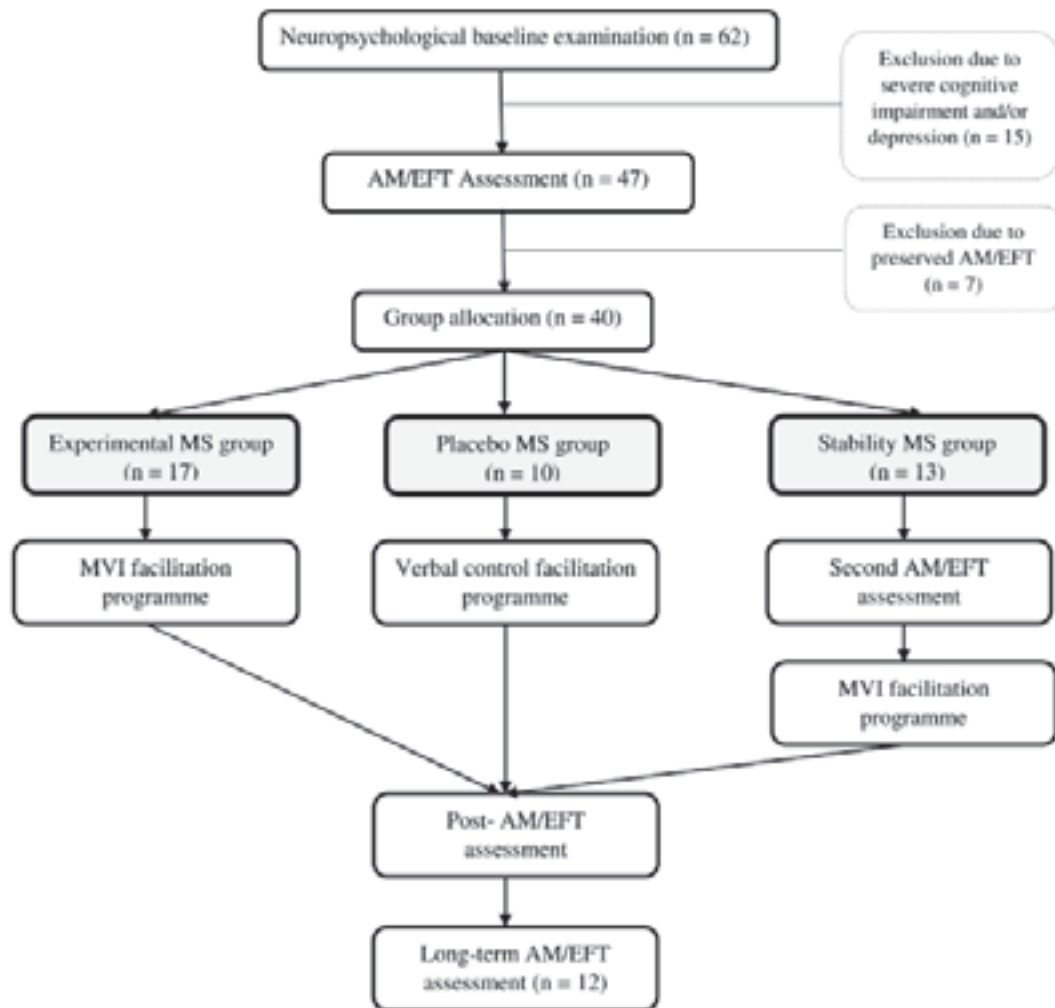 Neuropsychological baseline examination (n = 62)
Exclusion due to
severe cognitive
impairment and/or
depression (n = 15)
AM/EFT Assessment (n = 47)
Exclusion due to
preserved AM/EFT
(n = 7)
Group allocation (n = 40)
Experimental MS group
(n = 17)
Placebo MS group
(n = 10)
Stability MS group
(n = 13)
MVI facilitation
programme
Verbal control facilitation
programme
Second AM/EFT
assessment
MVI facilitation
programme
Post- AM/EFT
assessment
Long-term AM/EFT
assessment (n = 12)